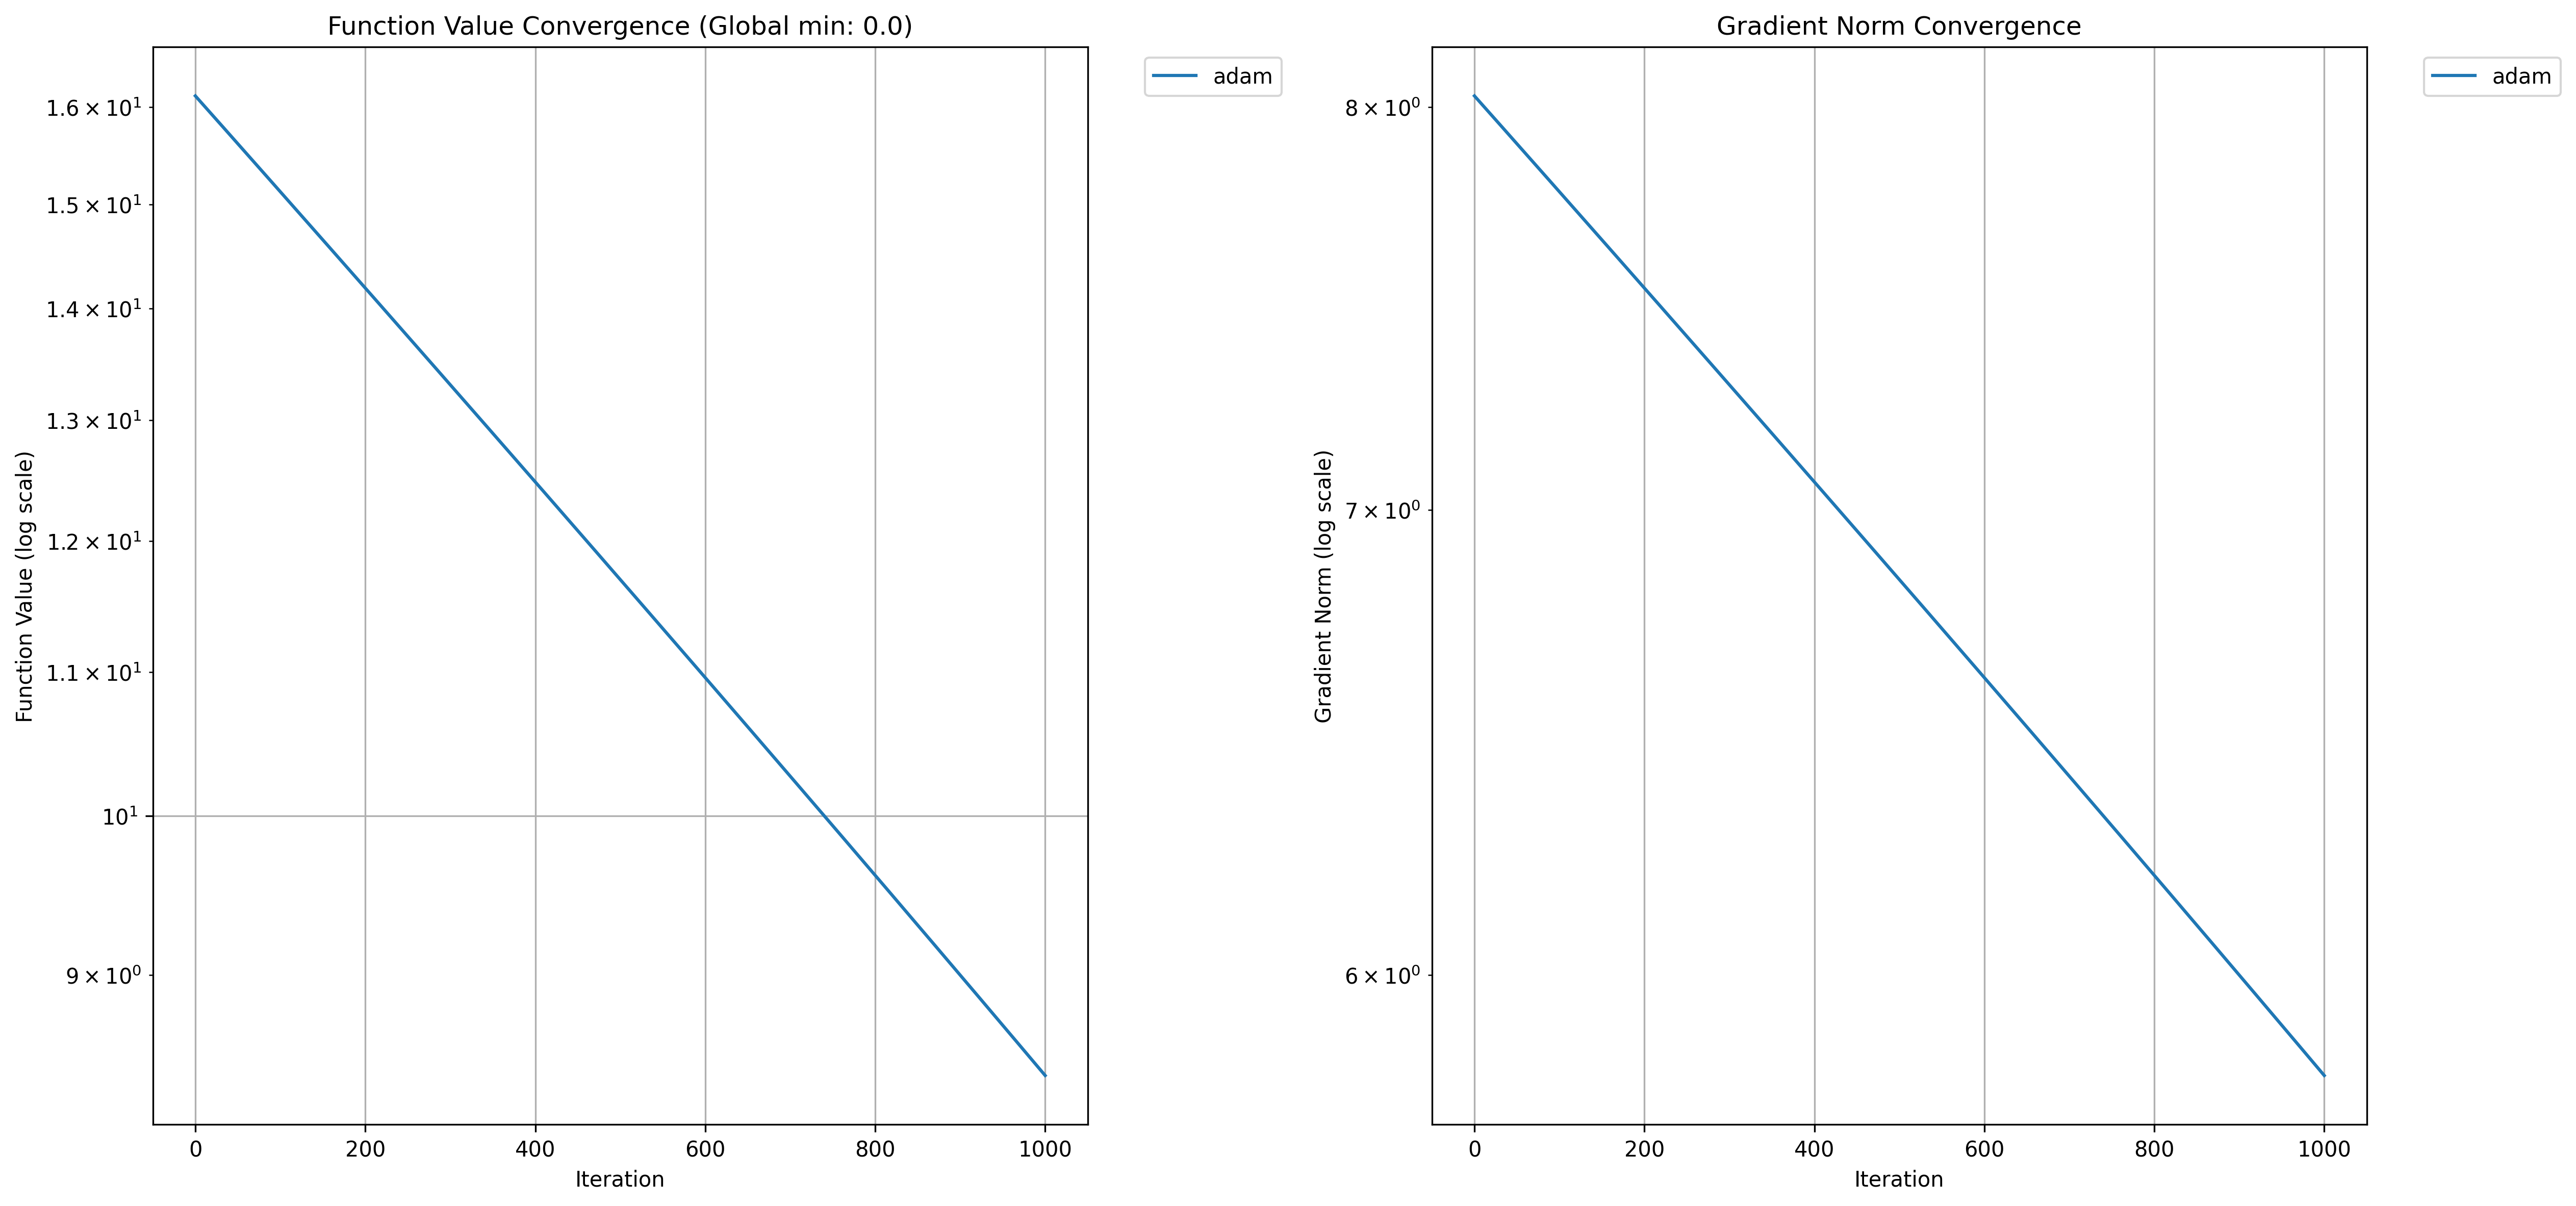 Function Value Convergence (Global min: 0.0)
adam
1.6 × 10¹
1.5 × 10¹
1.4 × 10¹
1.3 × 10¹
1.2 × 10¹
1.1 × 10¹
10¹
9 × 10⁰
Function Value (log scale)
0 200 400 600 800 1000
Iteration
Gradient Norm Convergence
adam
8 × 10⁰
7 × 10⁰
6 × 10⁰
Gradient Norm (log scale)
0 200 400 600 800 1000
Iteration